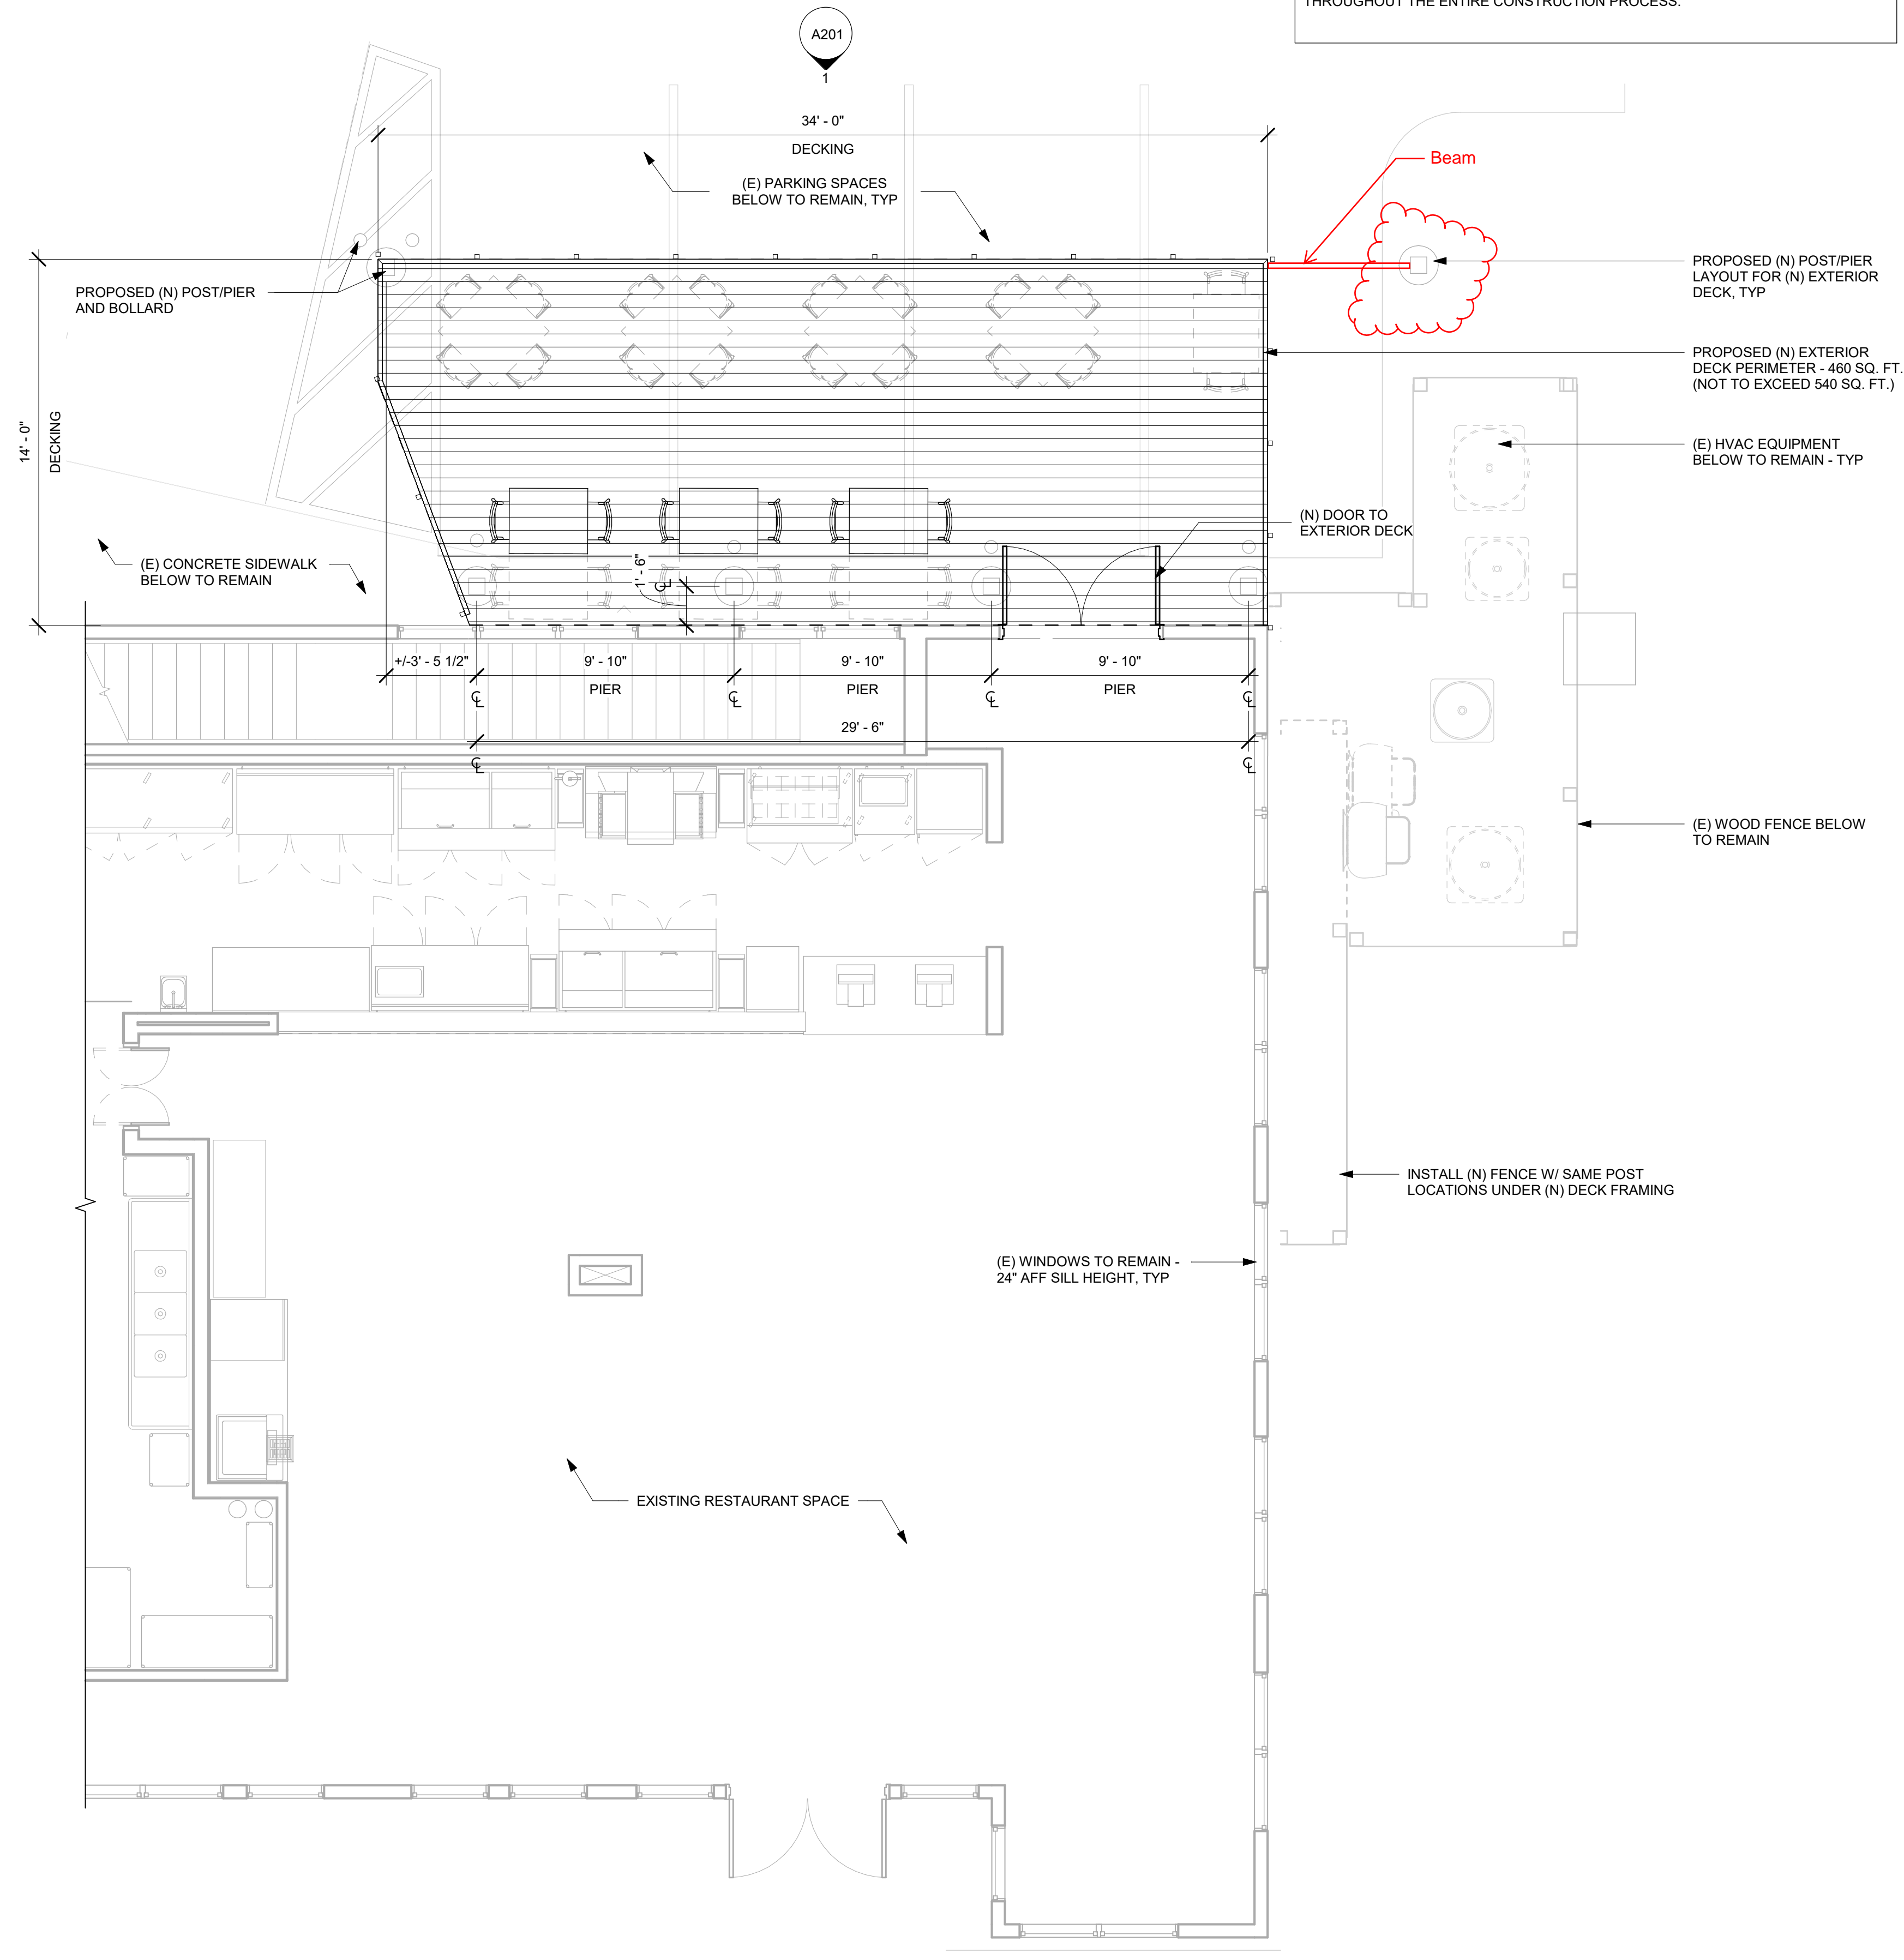 THROUGHOUT THE ENTIRE CONSTRUCTION PROCESS.
A201
1
34' - 0"
DECKING
Beam
(E) PARKING SPACES
BELOW TO REMAIN, TYP
PROPOSED (N) POST/PIER
LAYOUT FOR (N) EXTERIOR
DECK, TYP
PROPOSED (N) POST/PIER
AND BOLLARD
PROPOSED (N) EXTERIOR
DECK PERIMETER - 460 SQ. FT.
(NOT TO EXCEED 540 SQ. FT.)
14' - 0"
DECKING
(E) HVAC EQUIPMENT
BELOW TO REMAIN - TYP
(N) DOOR TO
EXTERIOR DECK
(E) CONCRETE SIDEWALK
BELOW TO REMAIN
1' - 6"
+/-3' - 5 1/2"
9' - 10"
PIER
9' - 10"
PIER
9' - 10"
PIER
29' - 6"
(E) WOOD FENCE BELOW
TO REMAIN
INSTALL (N) FENCE W/ SAME POST
LOCATIONS UNDER (N) DECK FRAMING
(E) WINDOWS TO REMAIN -
24" AFF SILL HEIGHT, TYP
EXISTING RESTAURANT SPACE